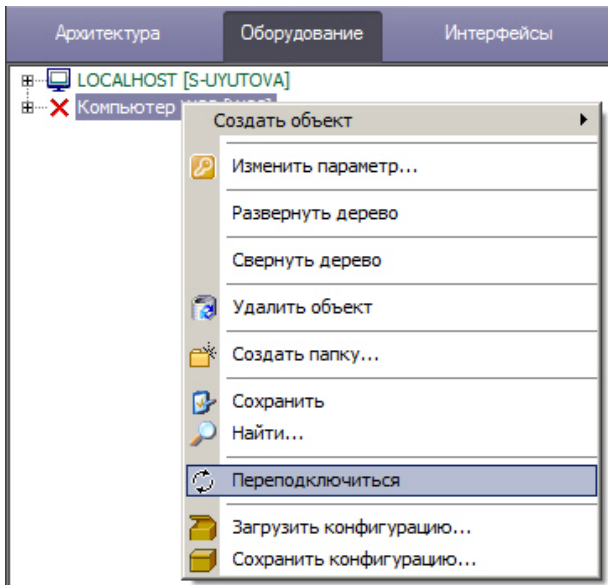 Архитектура Оборудование Интерфейсы
LOCALHOST [S-UYUTOVA]
Компьютер
Создать объект
Изменить параметр...
Развернуть дерево
Свернуть дерево
Удалить объект
Создать папку...
Сохранить
Найти...
Переподключиться
Загрузить конфигурацию...
Сохранить конфигурацию...